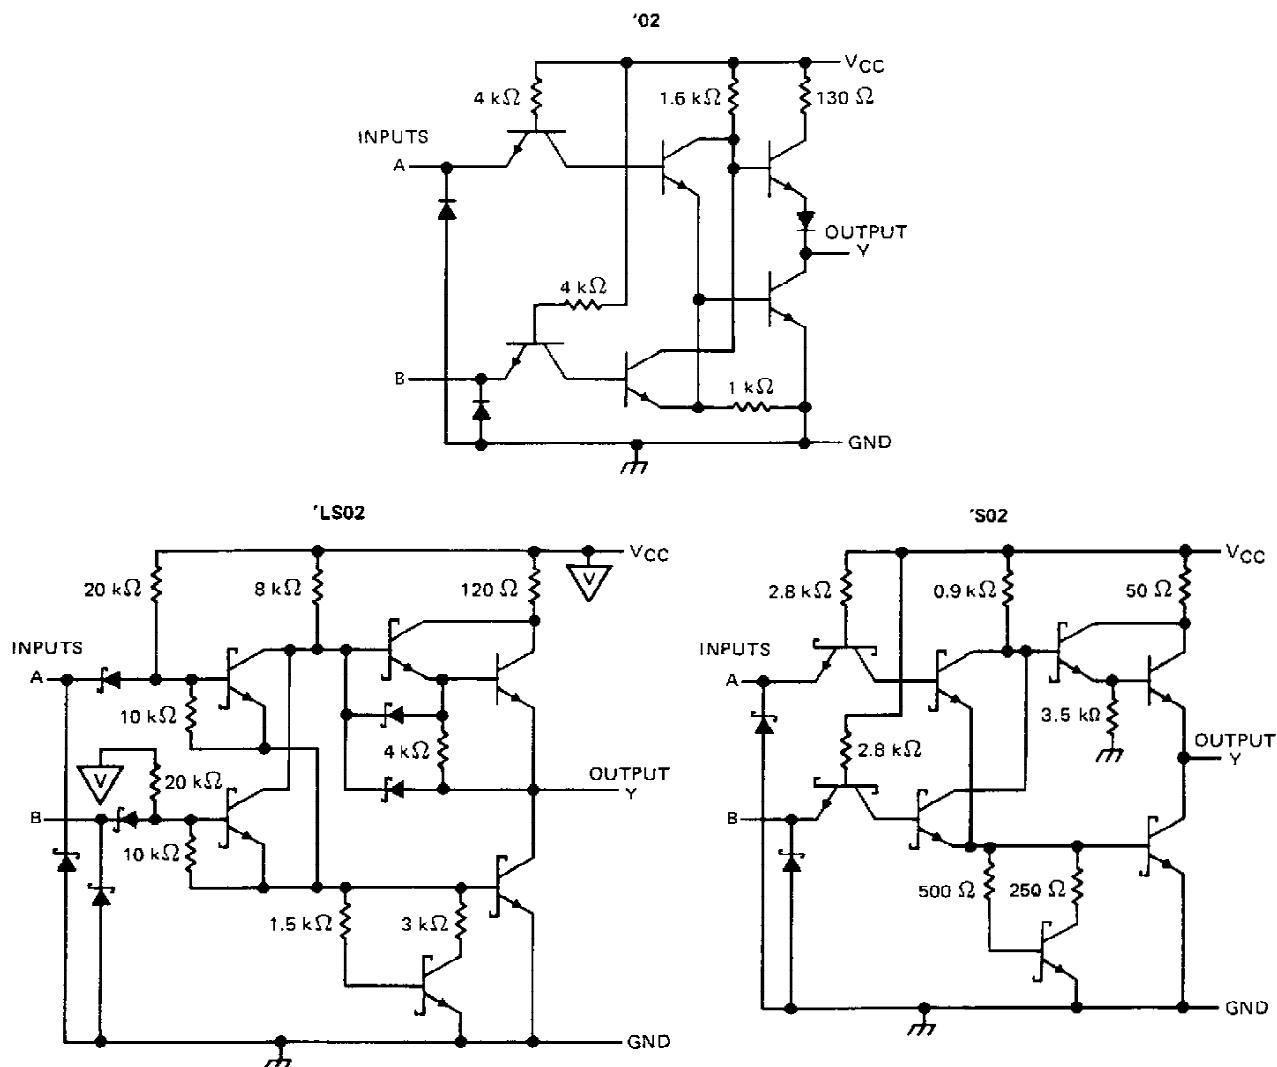 '02
VCC
4 kΩ
1.6 kΩ
130 Ω
INPUTS
A
OUTPUT
Y
4 kΩ
B
1 kΩ
GND
'LS02
VCC
20 kΩ
8 kΩ
120 Ω
V
INPUTS
A
10 kΩ
4 kΩ
V
20 kΩ
OUTPUT
Y
B
10 kΩ
1.5 kΩ
3 kΩ
GND
'S02
VCC
2.8 kΩ
0.9 kΩ
50 Ω
INPUTS
A
3.5 kΩ
2.8 kΩ
OUTPUT
Y
B
500 Ω
250 Ω
GND